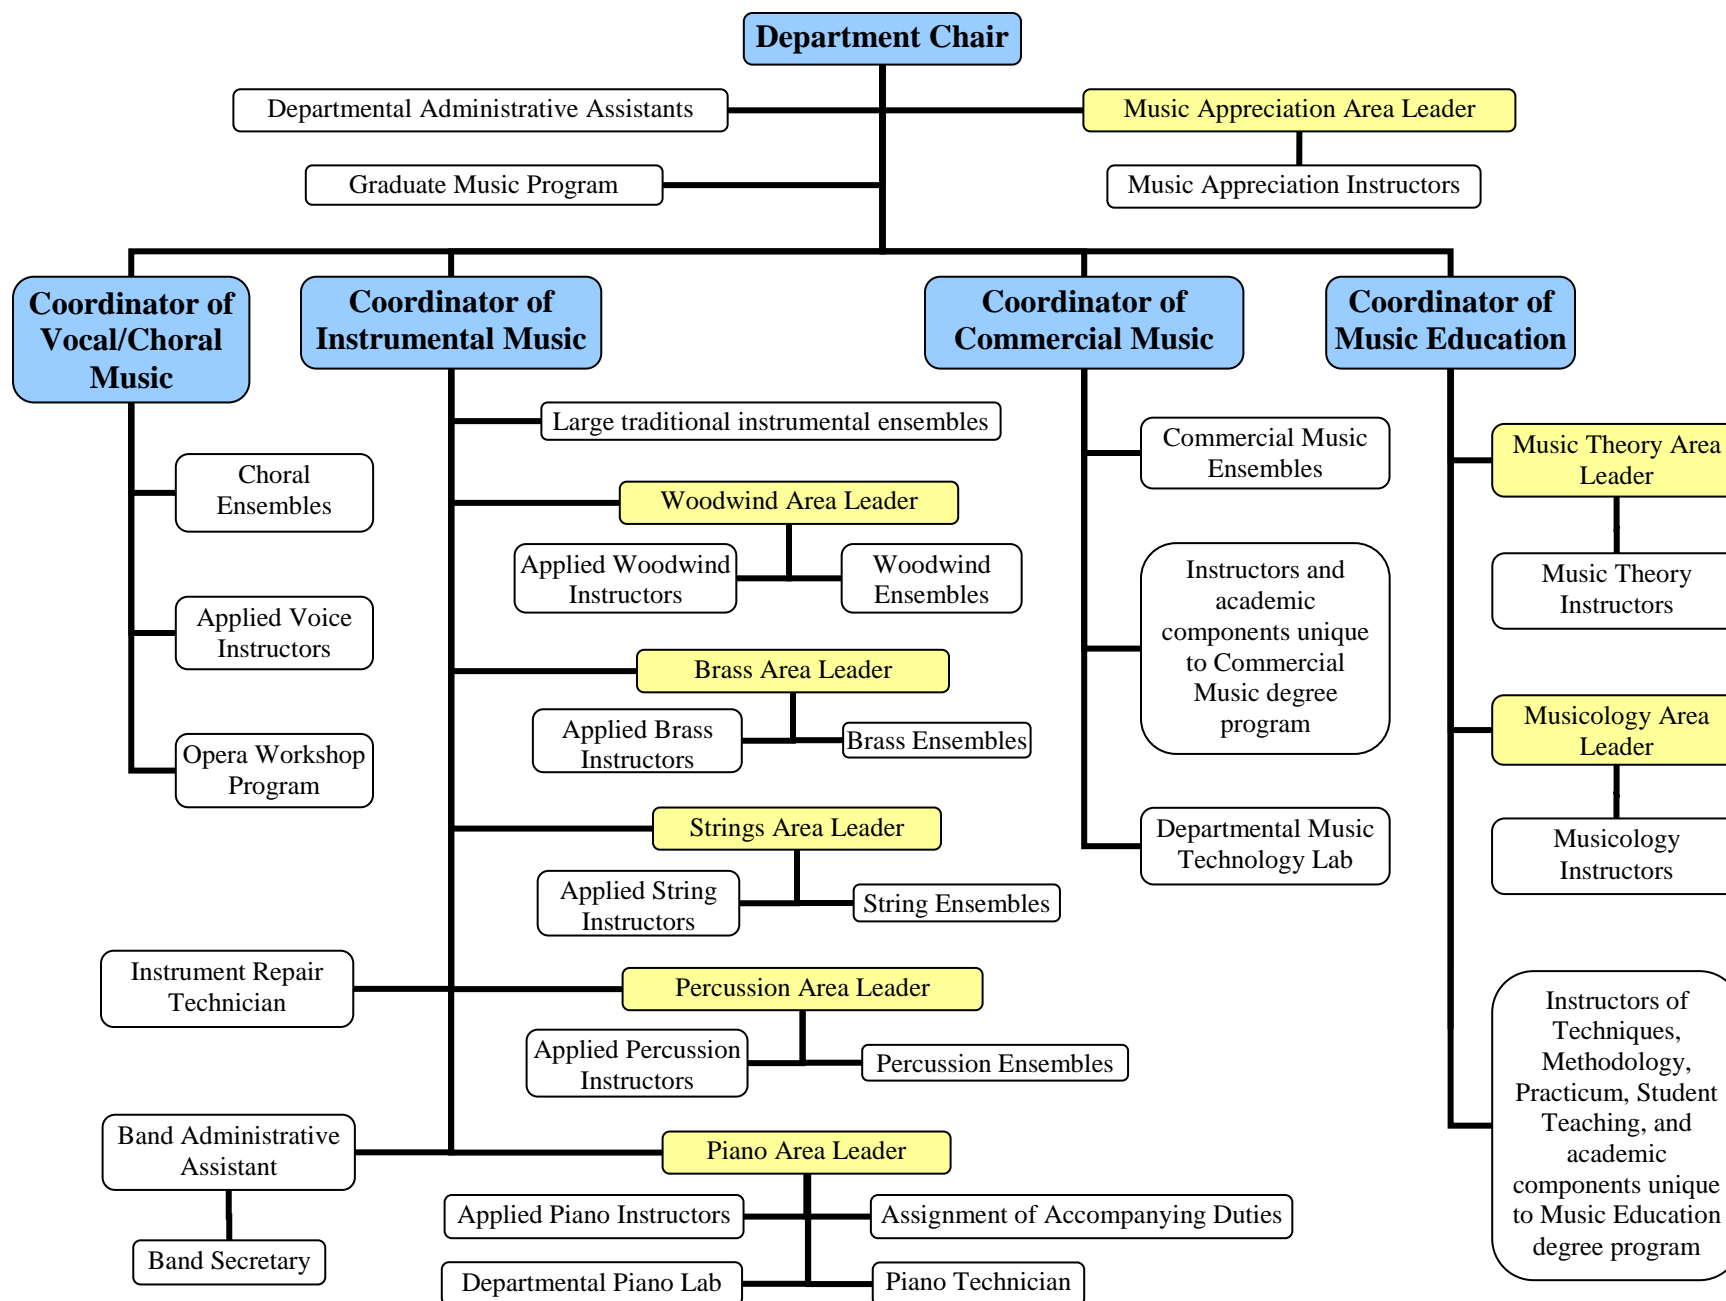 Department Chair
Departmental Administrative Assistants
Music Appreciation Area Leader
Graduate Music Program
Music Appreciation Instructors
Coordinator of
Vocal/Choral
Music
Coordinator of
Instrumental Music
Coordinator of
Commercial Music
Coordinator of
Music Education
Choral
Ensembles
Applied Voice
Instructors
Opera Workshop
Program
Large traditional instrumental ensembles
Woodwind Area Leader
Applied Woodwind
Instructors
Woodwind
Ensembles
Brass Area Leader
Applied Brass
Instructors
Brass Ensembles
Strings Area Leader
Applied String
Instructors
String Ensembles
Instrument Repair
Technician
Percussion Area Leader
Applied Percussion
Instructors
Percussion Ensembles
Band Administrative
Assistant
Band Secretary
Piano Area Leader
Applied Piano Instructors
Assignment of Accompanying Duties
Departmental Piano Lab
Piano Technician
Commercial Music
Ensembles
Instructors and
academic
components unique
to Commercial
Music degree
program
Departmental Music
Technology Lab
Music Theory Area
Leader
Music Theory
Instructors
Musicology Area
Leader
Musicology
Instructors
Instructors of
Techniques,
Methodology,
Practicum, Student
Teaching, and
academic
components unique
to Music Education
degree program